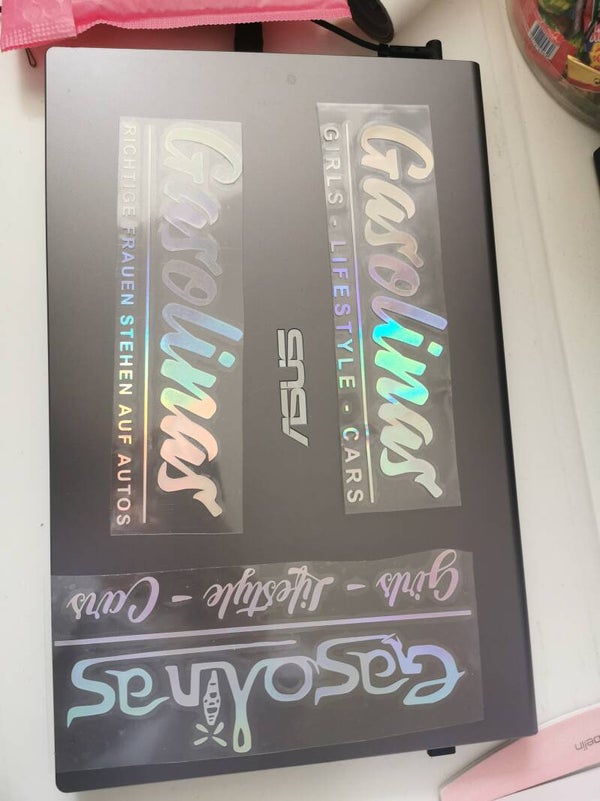 Gasolinas
GIRLS - LIFESTYLE - CARS
ASUS
Gasolinas
RICHTIGE FRAUEN STEHEN AUF AUTOS
Gasolinas
Girls - Lifestyle - Cars